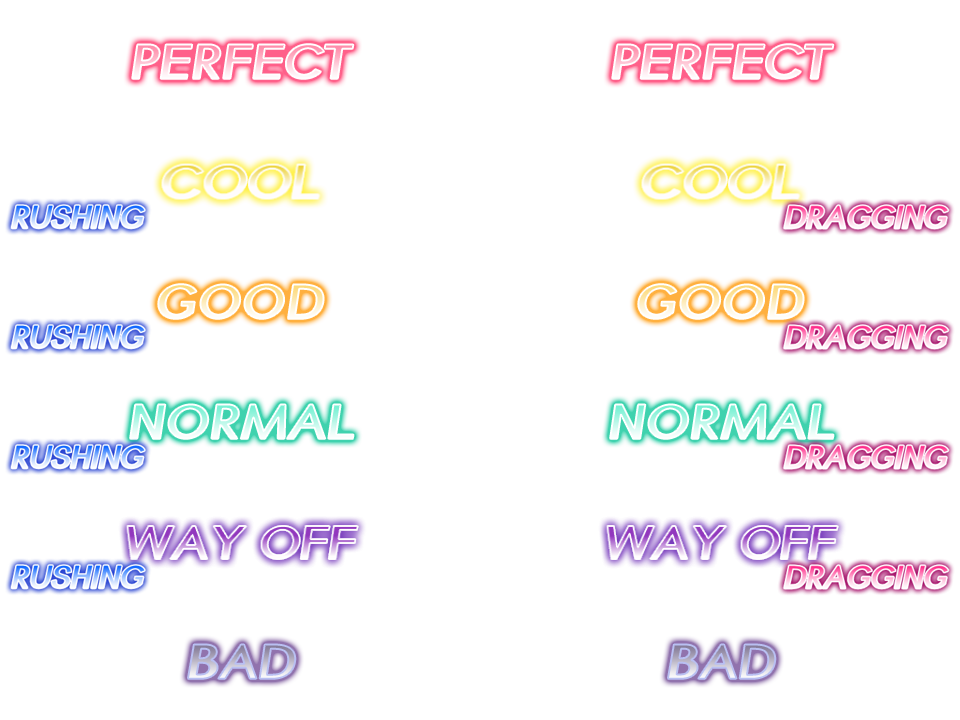 PERFECT PERFECT
COOL COOL
RUSHING DRAGGING
GOOD GOOD
RUSHING DRAGGING
NORMAL NORMAL
RUSHING DRAGGING
WAY OFF WAY OFF
RUSHING DRAGGING
BAD BAD